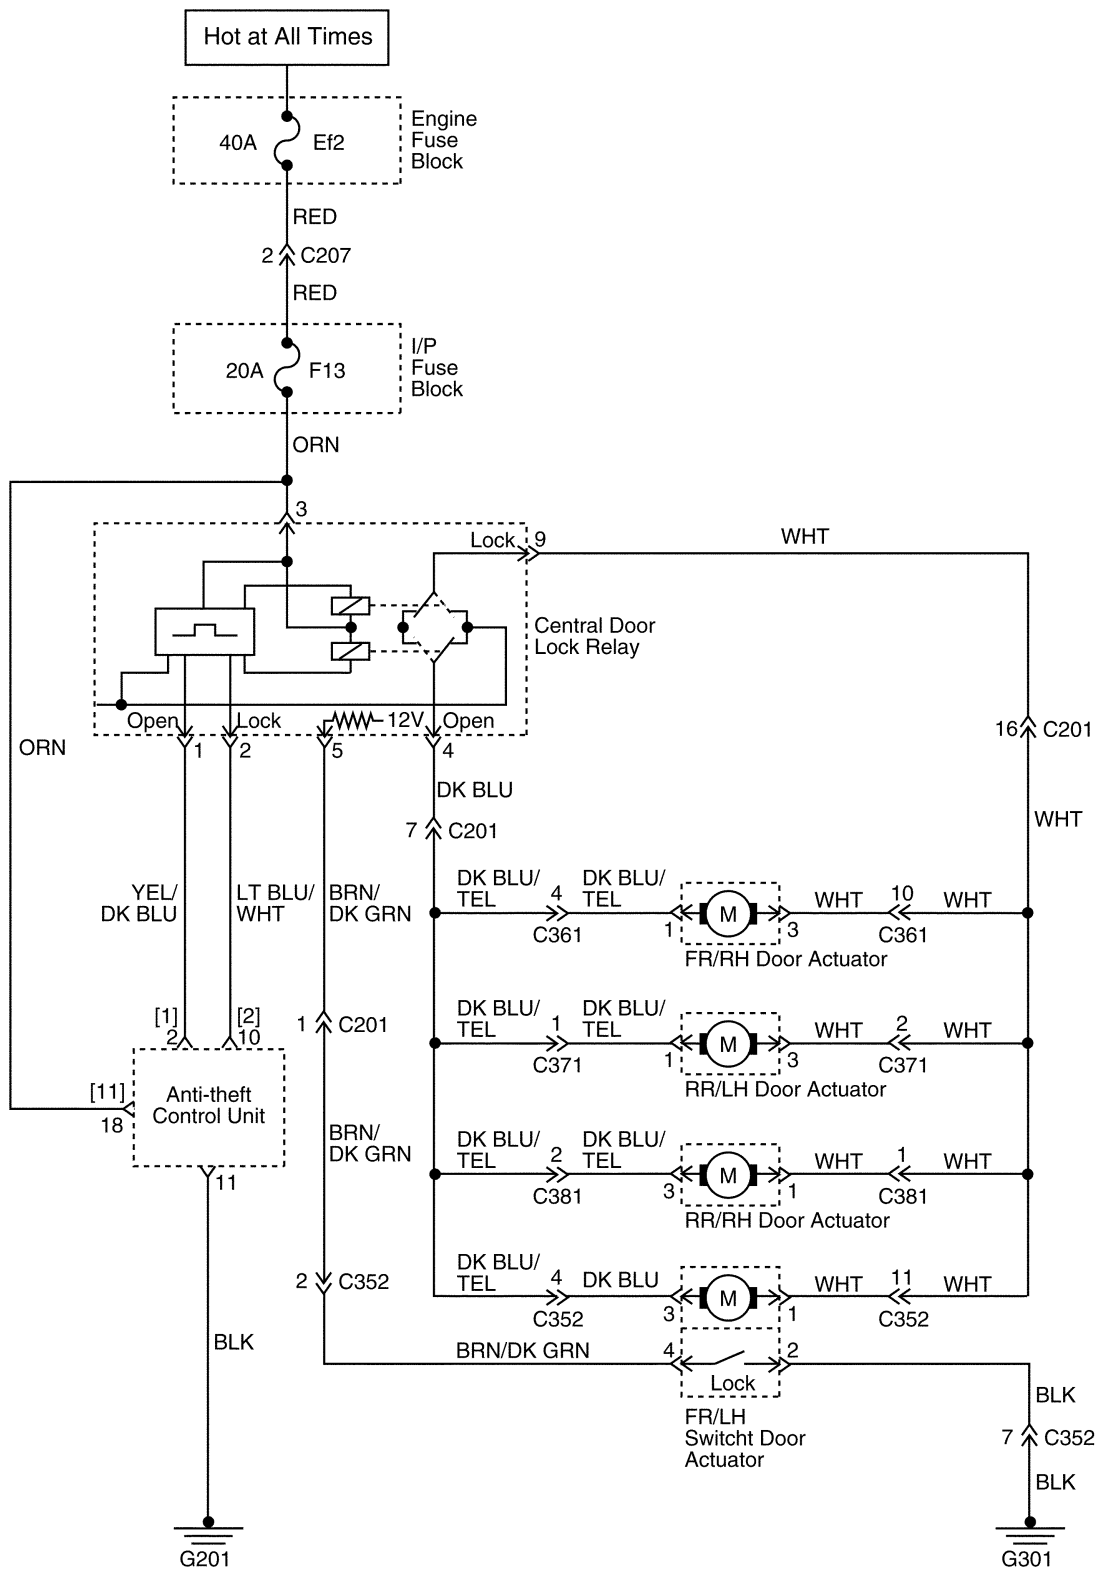 Hot at All Times
40A
Ef2
Engine
Fuse
Block
RED
2
C207
RED
20A
F13
I/P
Fuse
Block
ORN
3
Lock
9
WHT
Central Door
Lock Relay
Open
Lock
12V
Open
1
2
5
4
ORN
16
C201
DK BLU
7
C201
WHT
YEL/
DK BLU
LT BLU/
WHT
BRN/
DK GRN
DK BLU/
TEL
4
C361
DK BLU/
TEL
1
M
3
WHT
10
C361
WHT
FR/RH Door Actuator
[1]
2
[2]
10
1
C201
DK BLU/
TEL
1
C371
DK BLU/
TEL
1
M
3
WHT
2
C371
WHT
RR/LH Door Actuator
[11]
18
Anti-theft
Control Unit
11
BRN/
DK GRN
DK BLU/
TEL
2
C381
DK BLU/
TEL
3
M
1
WHT
1
C381
WHT
RR/RH Door Actuator
2
C352
DK BLU/
TEL
4
C352
DK BLU
3
M
1
WHT
11
C352
WHT
BLK
BRN/DK GRN
4
2
Lock
FR/LH
Switcht Door
Actuator
BLK
7
C352
BLK
G201
G301